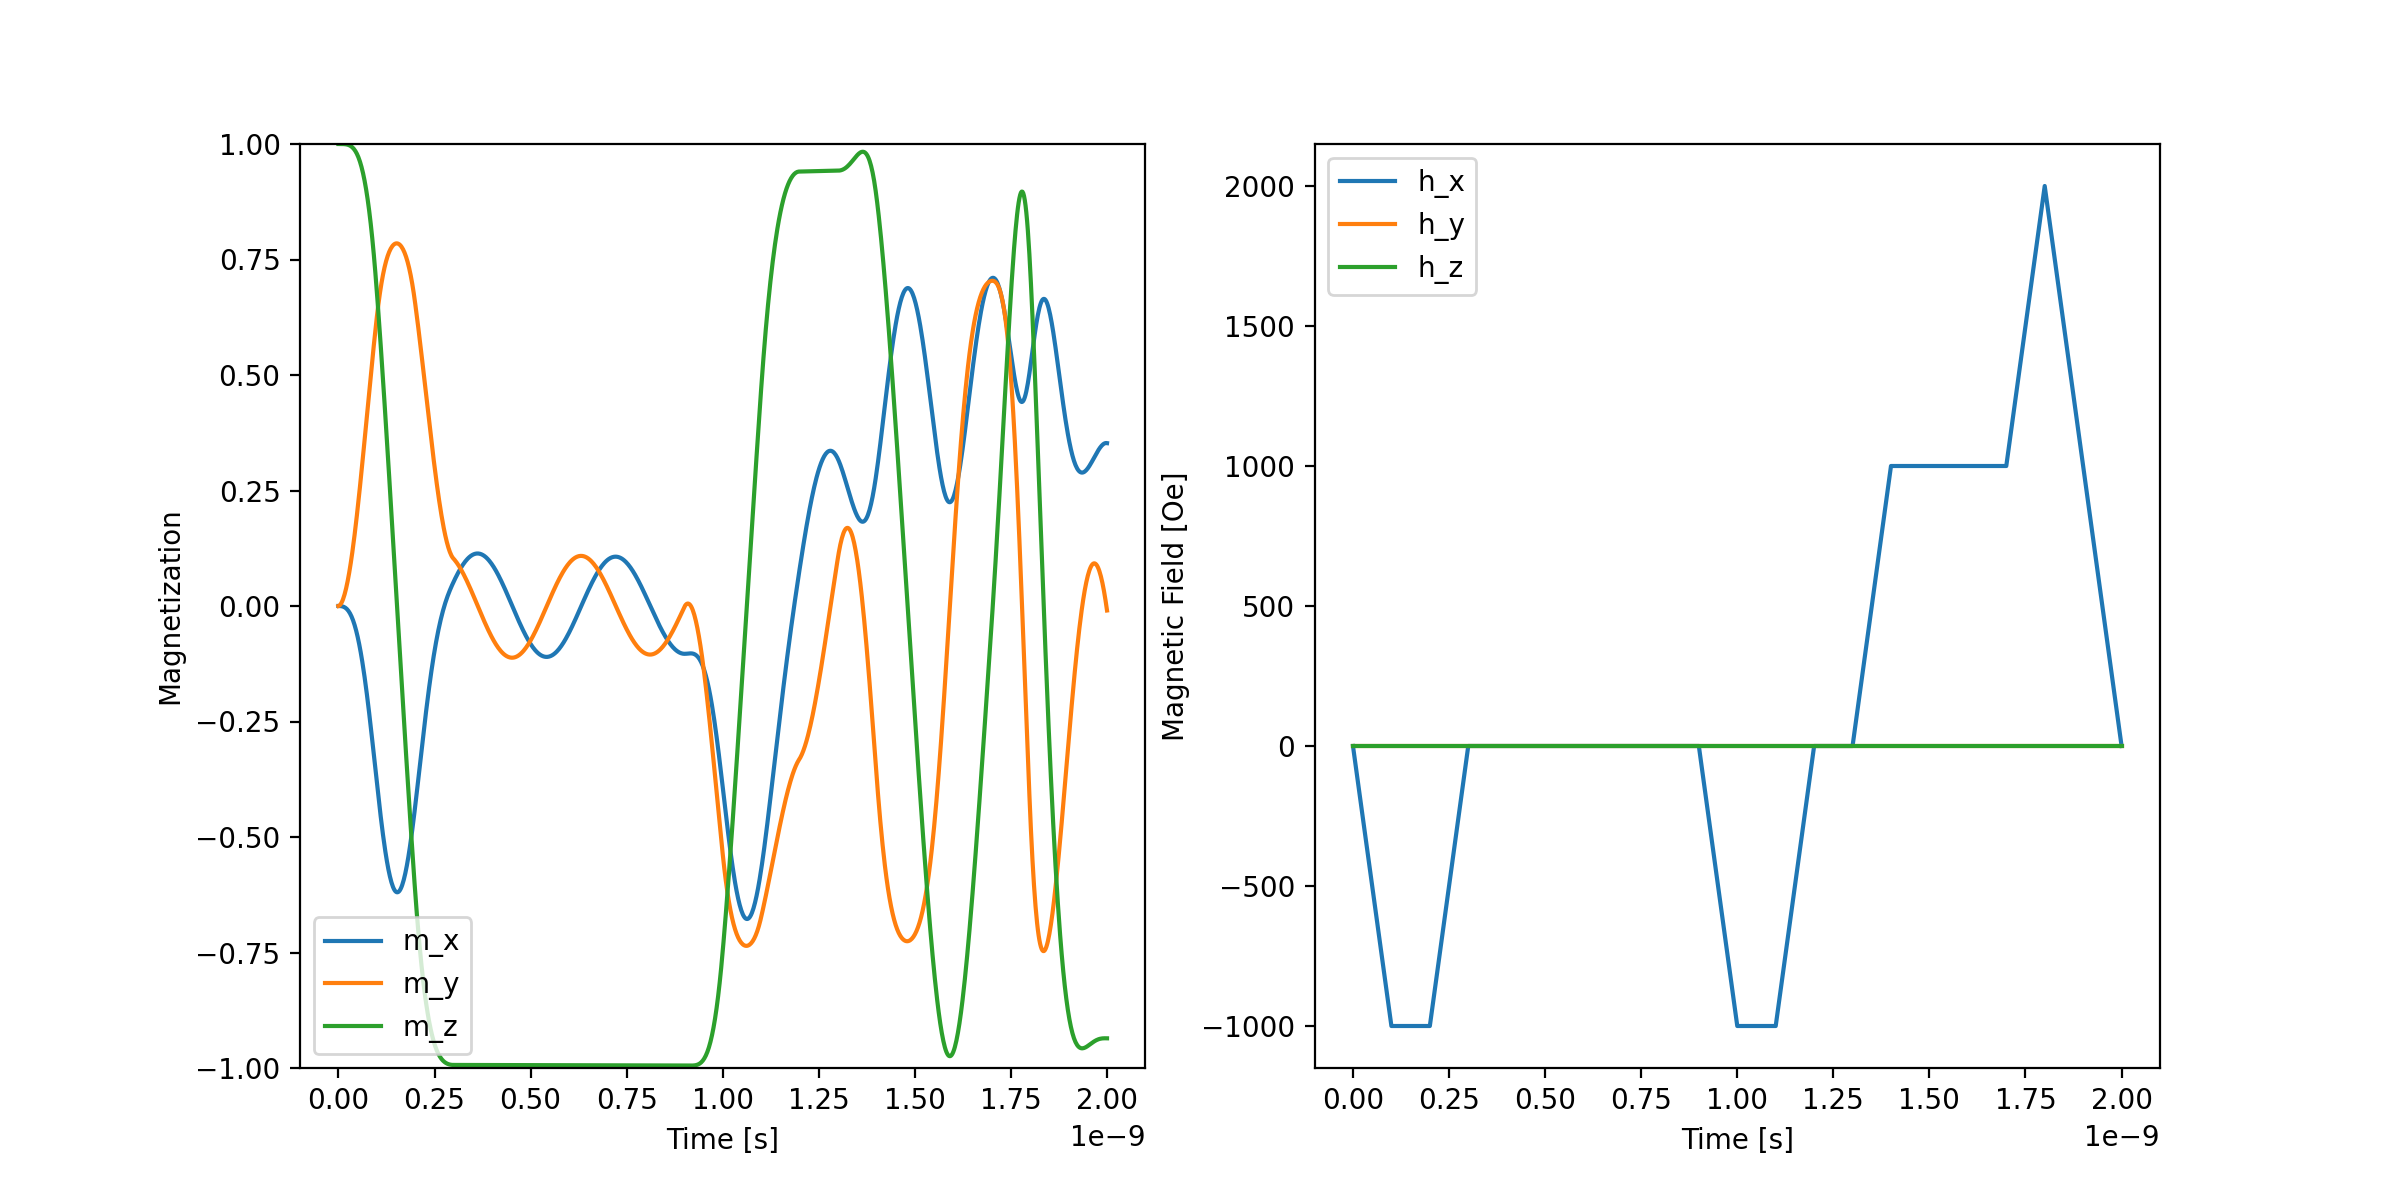 1.00
0.75
0.50
0.25
0.00
−0.25
−0.50
−0.75
−1.00
Magnetization
m_x
m_y
m_z
0.00 0.25 0.50 0.75 1.00 1.25 1.50 1.75 2.00
Time [s]
1e−9
2000
1500
1000
500
0
−500
−1000
Magnetic Field [Oe]
h_x
h_y
h_z
0.00 0.25 0.50 0.75 1.00 1.25 1.50 1.75 2.00
Time [s]
1e−9